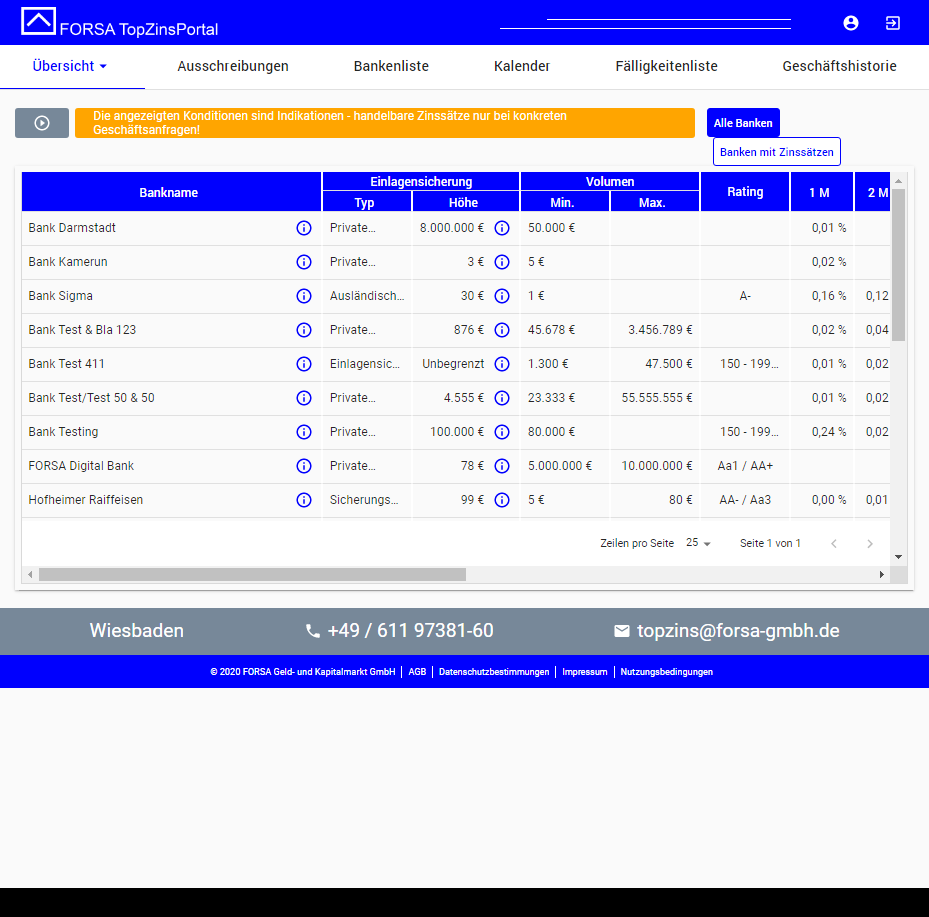 FORSA TopZinsPortal
Übersicht Ausschreibungen Bankenliste Kalender Fälligkeitenliste Geschäftshistorie
Die angezeigten Konditionen sind Indikationen - handelbare Zinssätze nur bei konkreten
Geschäftsanfragen!
Alle Banken
Banken mit Zinssätzen
Bankname Einlagensicherung Volumen Rating 1 M 2 M
Typ Höhe Min. Max.
Bank Darmstadt Private... 8.000.000 € 50.000 € 0,01 %
Bank Kamerun Private... 3 € 5 € 0,02 %
Bank Sigma Ausländisch... 30 € 1 € A- 0,16 % 0,12
Bank Test & Bla 123 Private... 876 € 45.678 € 3.456.789 € 0,02 % 0,04
Bank Test 411 Einlagensic... Unbegrenzt 1.300 € 47.500 € 150 - 199... 0,01 % 0,02
Bank Test/Test 50 & 50 Private... 4.555 € 23.333 € 55.555.555 € 0,01 % 0,02
Bank Testing Private... 100.000 € 80.000 € 150 - 199... 0,24 % 0,02
FORSA Digital Bank Private... 78 € 5.000.000 € 10.000.000 € Aa1 / AA+
Hofheimer Raiffeisen Sicherungs... 99 € 5 € 80 € AA- / Aa3 0,00 % 0,01
Zeilen pro Seite 25 Seite 1 von 1
Wiesbaden +49 / 611 97381-60 topzins@forsa-gmbh.de
© 2020 FORSA Geld- und Kapitalmarkt GmbH | AGB | Datenschutzbestimmungen | Impressum | Nutzungsbedingungen